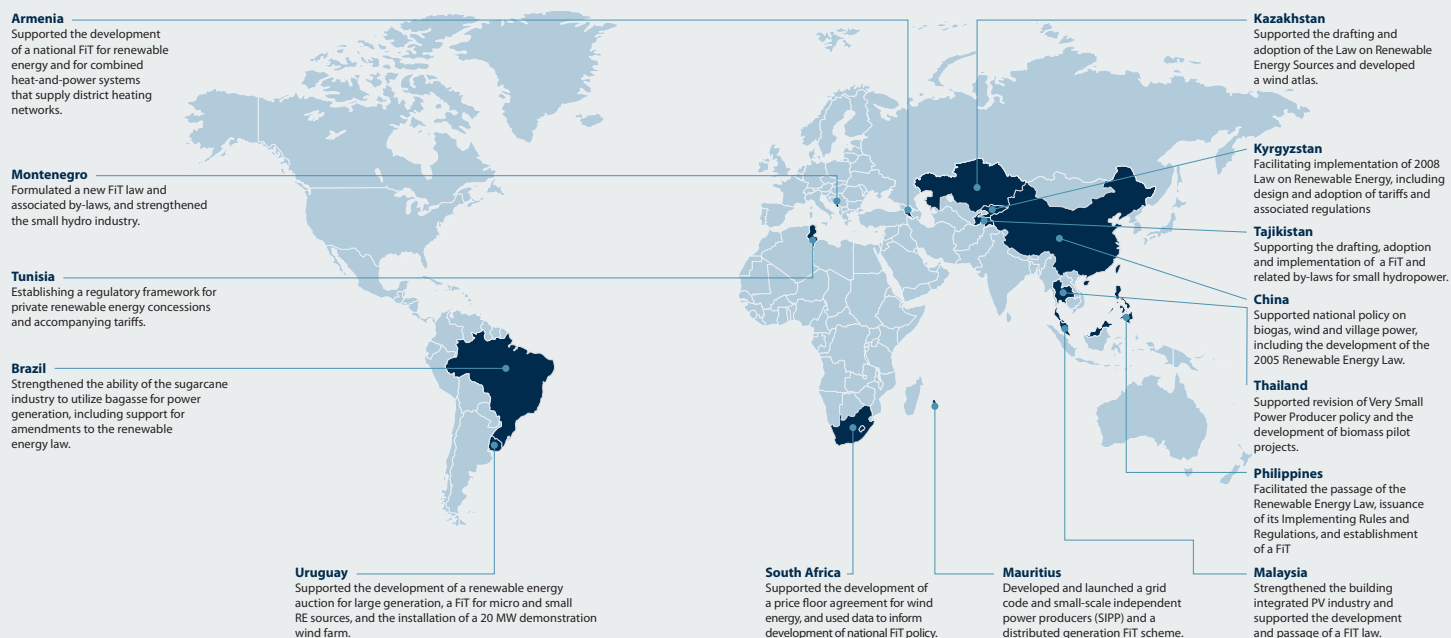 Armenia
Supported the development
of a national FiT for renewable
energy and for combined
heat-and-power systems
that supply district heating
networks.
Montenegro
Formulated a new FiT law and
associated by-laws, and strengthened
the small hydro industry.
Tunisia
Establishing a regulatory framework for
private renewable energy concessions
and accompanying tariffs.
Brazil
Strengthened the ability of the sugarcane
industry to utilize bagasse for power
generation, including support for
amendments to the renewable
energy law.
Uruguay
Supported the development of a renewable energy
auction for large generation, a FiT for micro and small
RE sources, and the installation of a 20 MW demonstration
wind farm.
South Africa
Supported the development of
a price floor agreement for wind
energy, and used data to inform
development of national FiT policy.
Mauritius
Developed and launched a grid
code and small-scale independent
power producers (SIPP) and a
distributed generation FiT scheme.
Kazakhstan
Supported the drafting and
adoption of the Law on Renewable
Energy Sources and developed
a wind atlas.
Kyrgyzstan
Facilitating implementation of 2008
Law on Renewable Energy, including
design and adoption of tariffs and
associated regulations
Tajikistan
Supporting the drafting, adoption
and implementation of a FiT and
related by-laws for small hydropower.
China
Supported national policy on
biogas, wind and village power,
including the development of the
2005 Renewable Energy Law.
Thailand
Supported revision of Very Small
Power Producer policy and the
development of biomass pilot
projects.
Philippines
Facilitated the passage of the
Renewable Energy Law, issuance
of its Implementing Rules and
Regulations, and establishment
of a FiT
Malaysia
Strengthened the building
integrated PV industry and
supported the development
and passage of a FIT law.